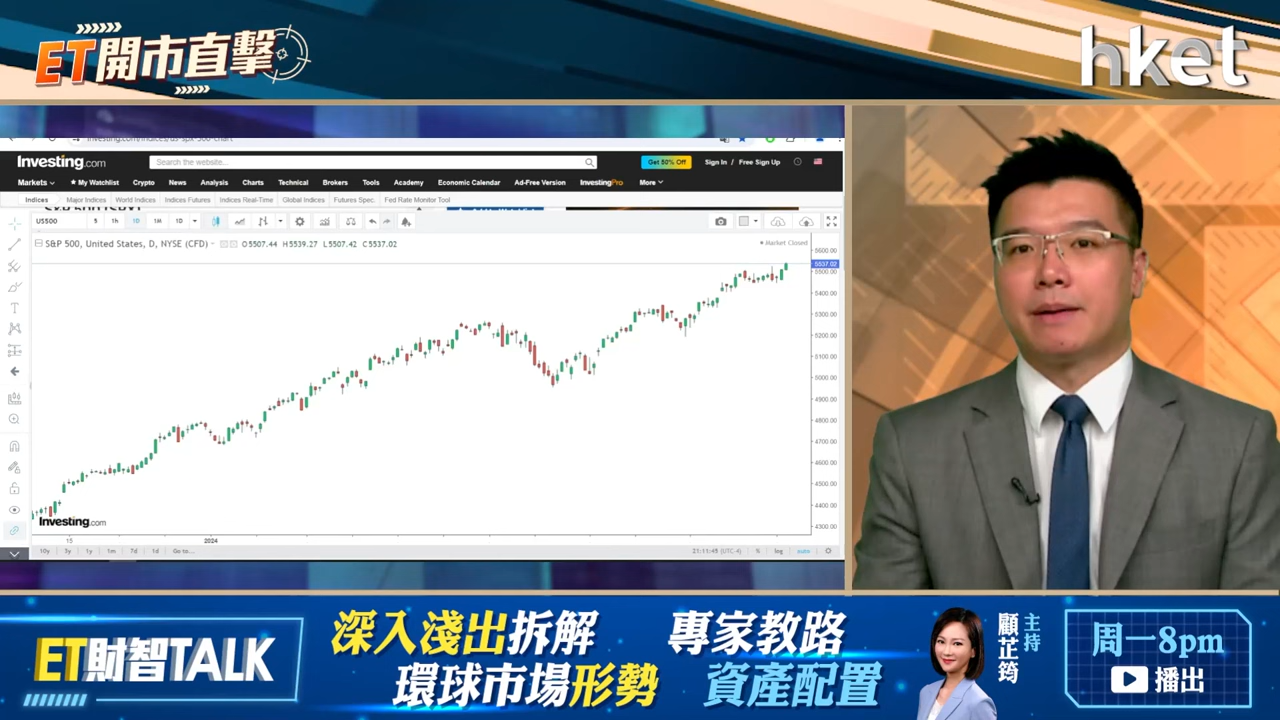 ET開市直擊
hket
Investing.com
Search the website...
Get 50% Off
Sign In / Free Sign Up
Markets
My Watchlist
Crypto
News
Analysis
Charts
Technical
Brokers
Tools
Academy
Economic Calendar
Ad-Free Version
InvestingPro
More
Indices
Major Indices
World Indices
Indices Futures
Indices Real-Time
Global Indices
Futures Spec.
Fed Rate Monitor Tool
US500
5
1h
1D
1M
1D
S&P 500, United States, D, NYSE (CFD)
O5507.44 H5539.27 L5507.42 C5537.02
Market Closed
5600.00
5537.02
5500.00
5400.00
5300.00
5200.00
5100.00
5000.00
4900.00
4800.00
4700.00
4600.00
4500.00
4400.00
4300.00
Investing.com
15
2024
10y
3y
1y
1m
7d
1d
Go to...
21:11:45 (UTC-4)
%
log
auto
ET財智TALK
深入淺出拆解
環球市場形勢
專家教路
資產配置
主持
顧芷筠
周一8pm
播出